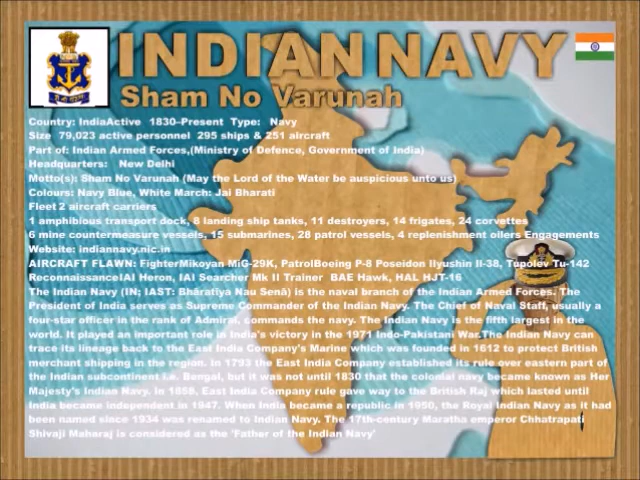 INDIAN NAVY
Sham No Varunah
Country: IndiaActive 1830–Present Type: Navy
Size 79,023 active personnel 295 ships & 251 aircraft
Part of: Indian Armed Forces,(Ministry of Defence, Government of India)
Headquarters: New Delhi
Motto(s): Sham No Varunah (May the Lord of the Water be auspicious unto us)
Colours: Navy Blue, White March: Jai Bharati
Fleet 2 aircraft carriers
1 amphibious transport dock, 8 landing ship tanks, 11 destroyers, 14 frigates, 24 corvettes
6 mine countermeasure vessels, 15 submarines, 28 patrol vessels, 4 replenishment oilers Engagements
Website: indiannavy.nic.in
AIRCRAFT FLAWN: FighterMikoyan MiG-29K, PatrolBoeing P-8 Poseidon Ilyushin Il-38, Tupolev Tu-142
ReconnaissanceIAI Heron, IAI Searcher Mk II Trainer BAE Hawk, HAL HJT-16
The Indian Navy (IN; IAST: Bhāratīya Nau Senā) is the naval branch of the Indian Armed Forces. The
President of India serves as Supreme Commander of the Indian Navy. The Chief of Naval Staff, usually a
four-star officer in the rank of Admiral, commands the navy. The Indian Navy is the fifth largest in the
world. It played an important role in India's victory in the 1971 Indo-Pakistani War.The Indian Navy can
trace its lineage back to the East India Company's Marine which was founded in 1612 to protect British
merchant shipping in the region. In 1793 the East India Company established its rule over eastern part of
the Indian subcontinent i.e. Bengal, but it was not until 1830 that the colonial navy became known as Her
Majesty's Indian Navy. In 1858, East India Company rule gave way to the British Raj which lasted until
India became independent in 1947. When India became a republic in 1950, the Royal Indian Navy as it had
been named since 1934 was renamed to Indian Navy. The 17th-century Maratha emperor Chhatrapati
Shivaji Maharaj is considered as the 'Father of the Indian Navy'